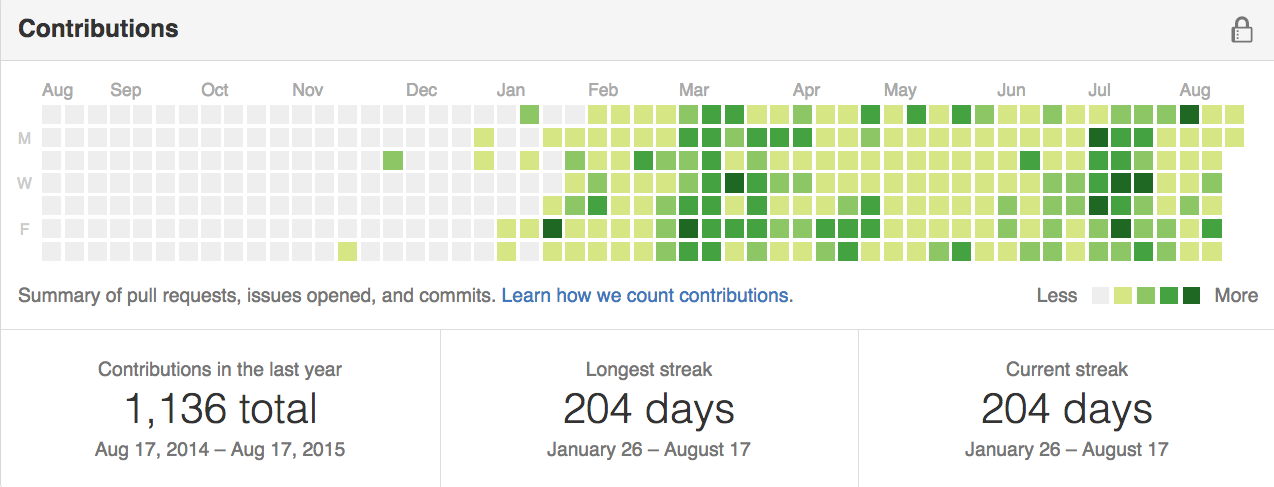 Contributions
Aug Sep Oct Nov Dec Jan Feb Mar Apr May Jun Jul Aug
M
W
F
Summary of pull requests, issues opened, and commits. Learn how we count contributions.
Less More
Contributions in the last year
1,136 total
Aug 17, 2014 – Aug 17, 2015
Longest streak
204 days
January 26 – August 17
Current streak
204 days
January 26 – August 17